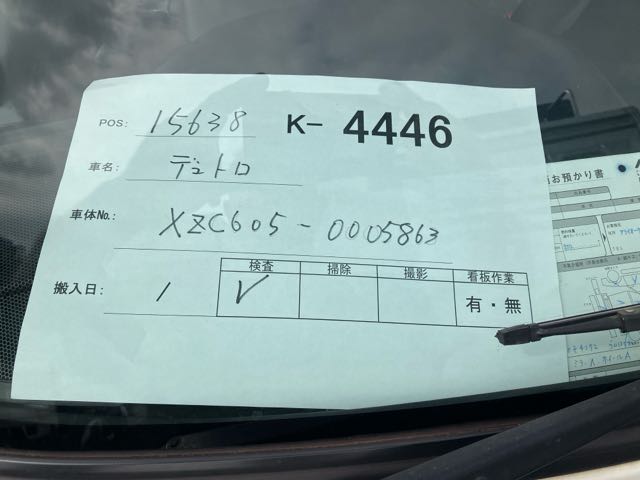 POS: 15638 K- 4446
車名: デュトロ
車体No.: XZC605-0005863
搬入日: /
検査 掃除 撮影 看板作業
✓ 有・無
お預かり書